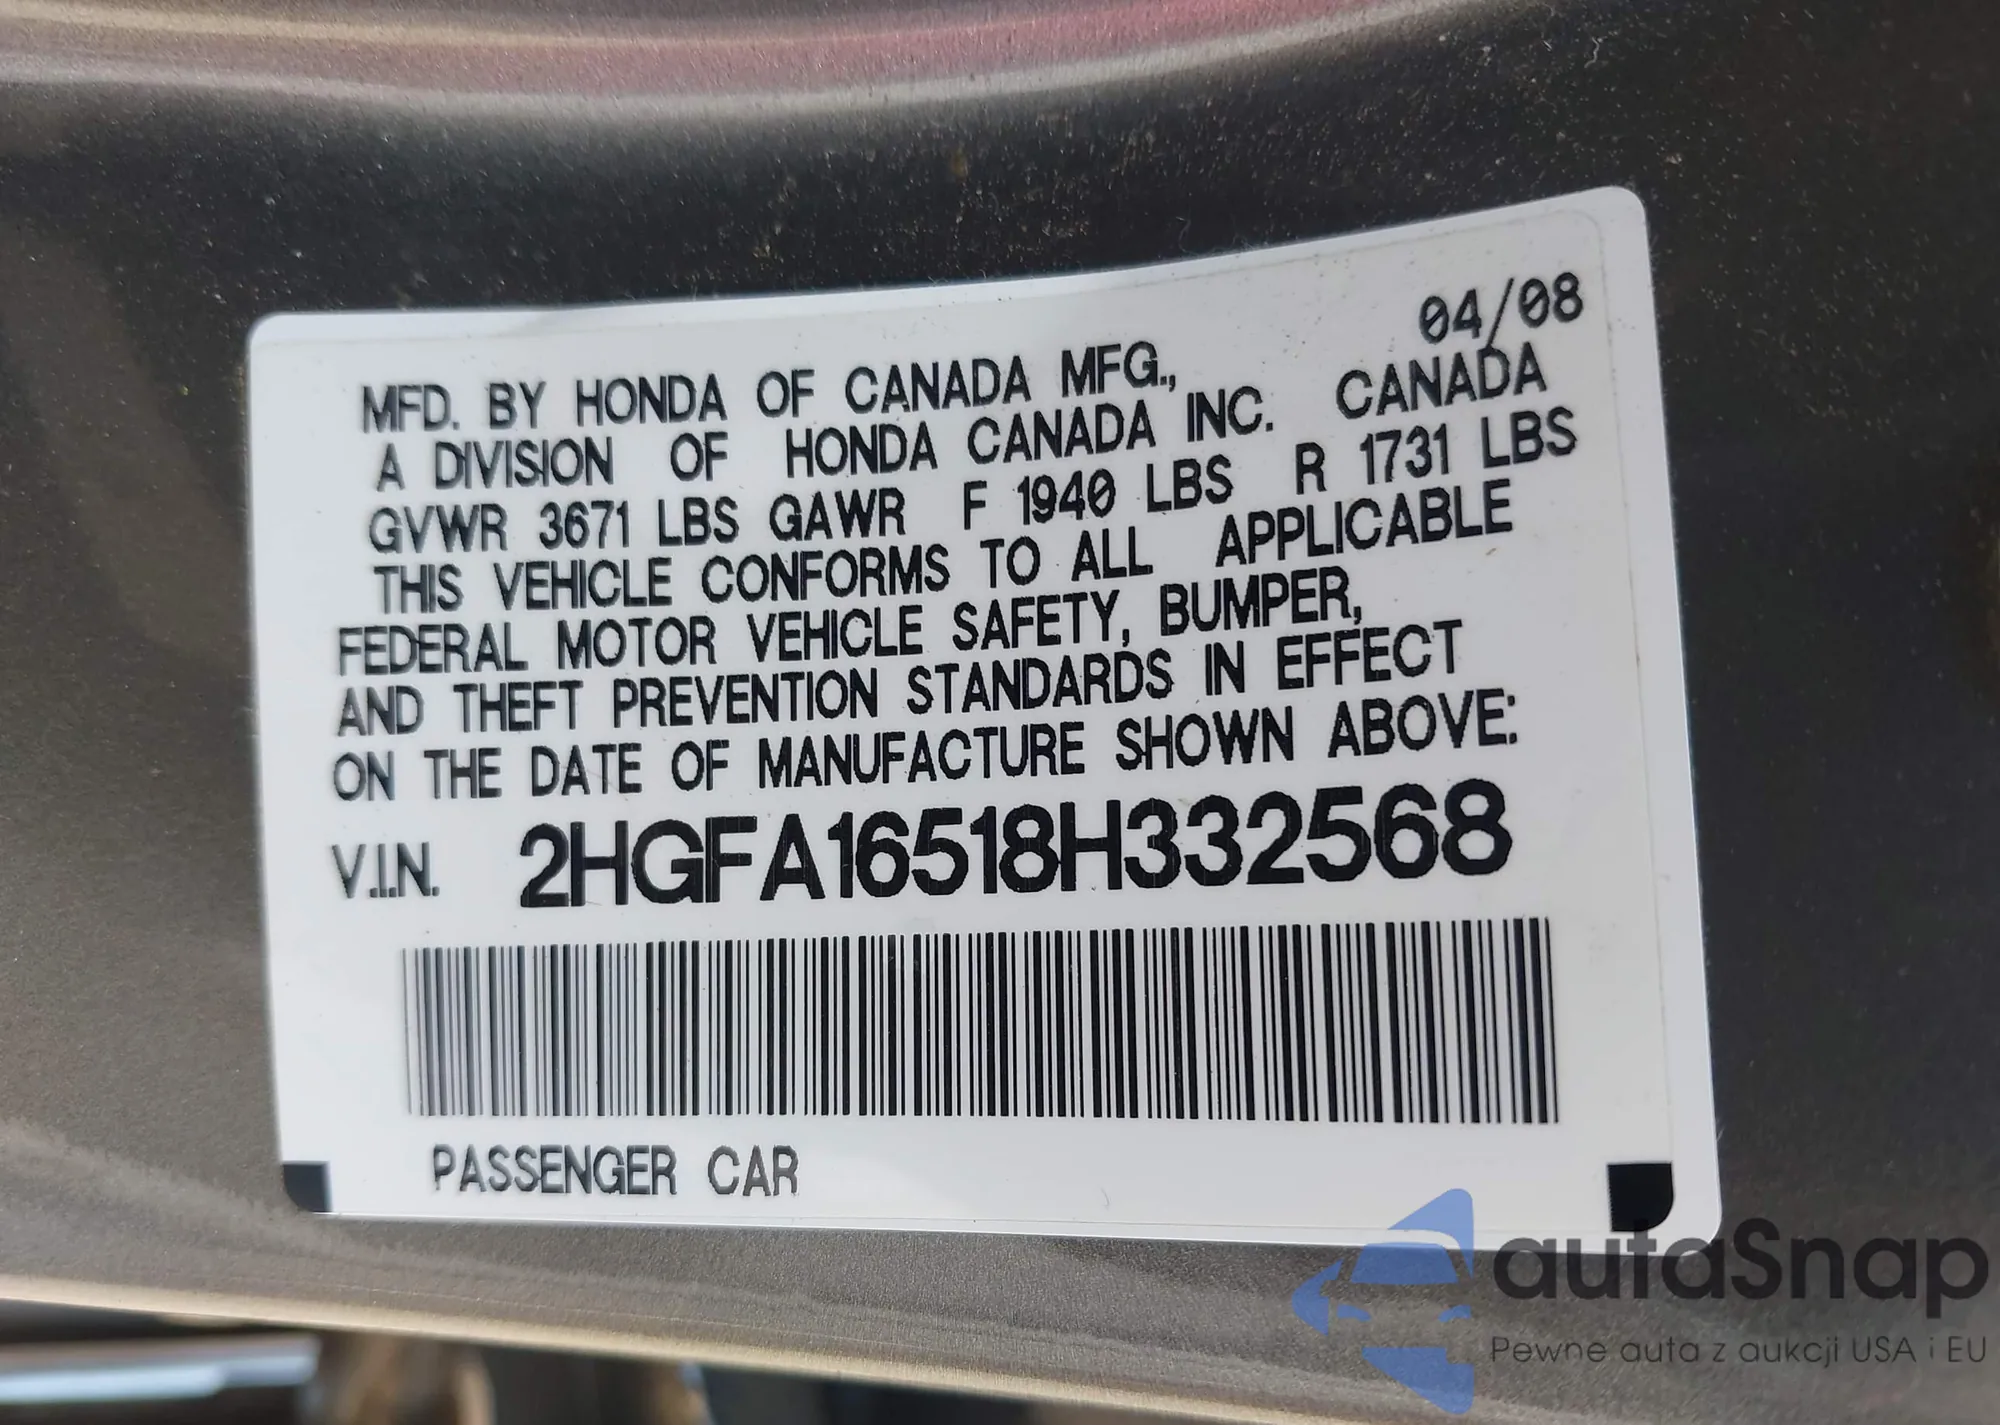 04/08
MFD. BY HONDA OF CANADA MFG.,
A DIVISION OF HONDA CANADA INC. CANADA
GVWR 3671 LBS GAWR F 1940 LBS R 1731 LBS
THIS VEHICLE CONFORMS TO ALL APPLICABLE
FEDERAL MOTOR VEHICLE SAFETY, BUMPER,
AND THEFT PREVENTION STANDARDS IN EFFECT
ON THE DATE OF MANUFACTURE SHOWN ABOVE:
V.I.N. 2HGFA16518H332568
PASSENGER CAR
autaSnap
Pewne auta z aukcji USA i EU